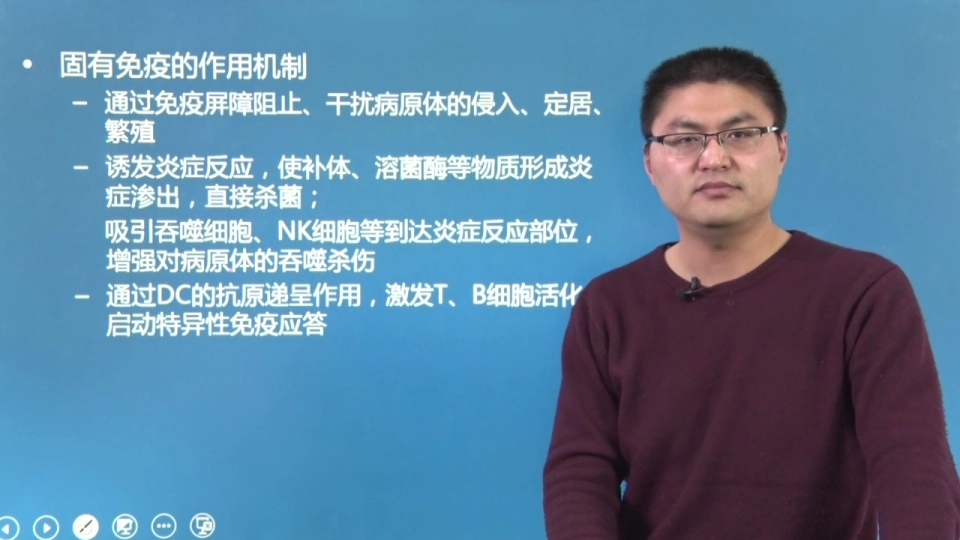 • 固有免疫的作用机制
– 通过免疫屏障阻止、干扰病原体的侵入、定居、
繁殖
– 诱发炎症反应，使补体、溶菌酶等物质形成炎
症渗出，直接杀菌；
吸引吞噬细胞、NK细胞等到达炎症反应部位，
增强对病原体的吞噬杀伤
– 通过DC的抗原递呈作用，激发T、B细胞活化
启动特异性免疫应答